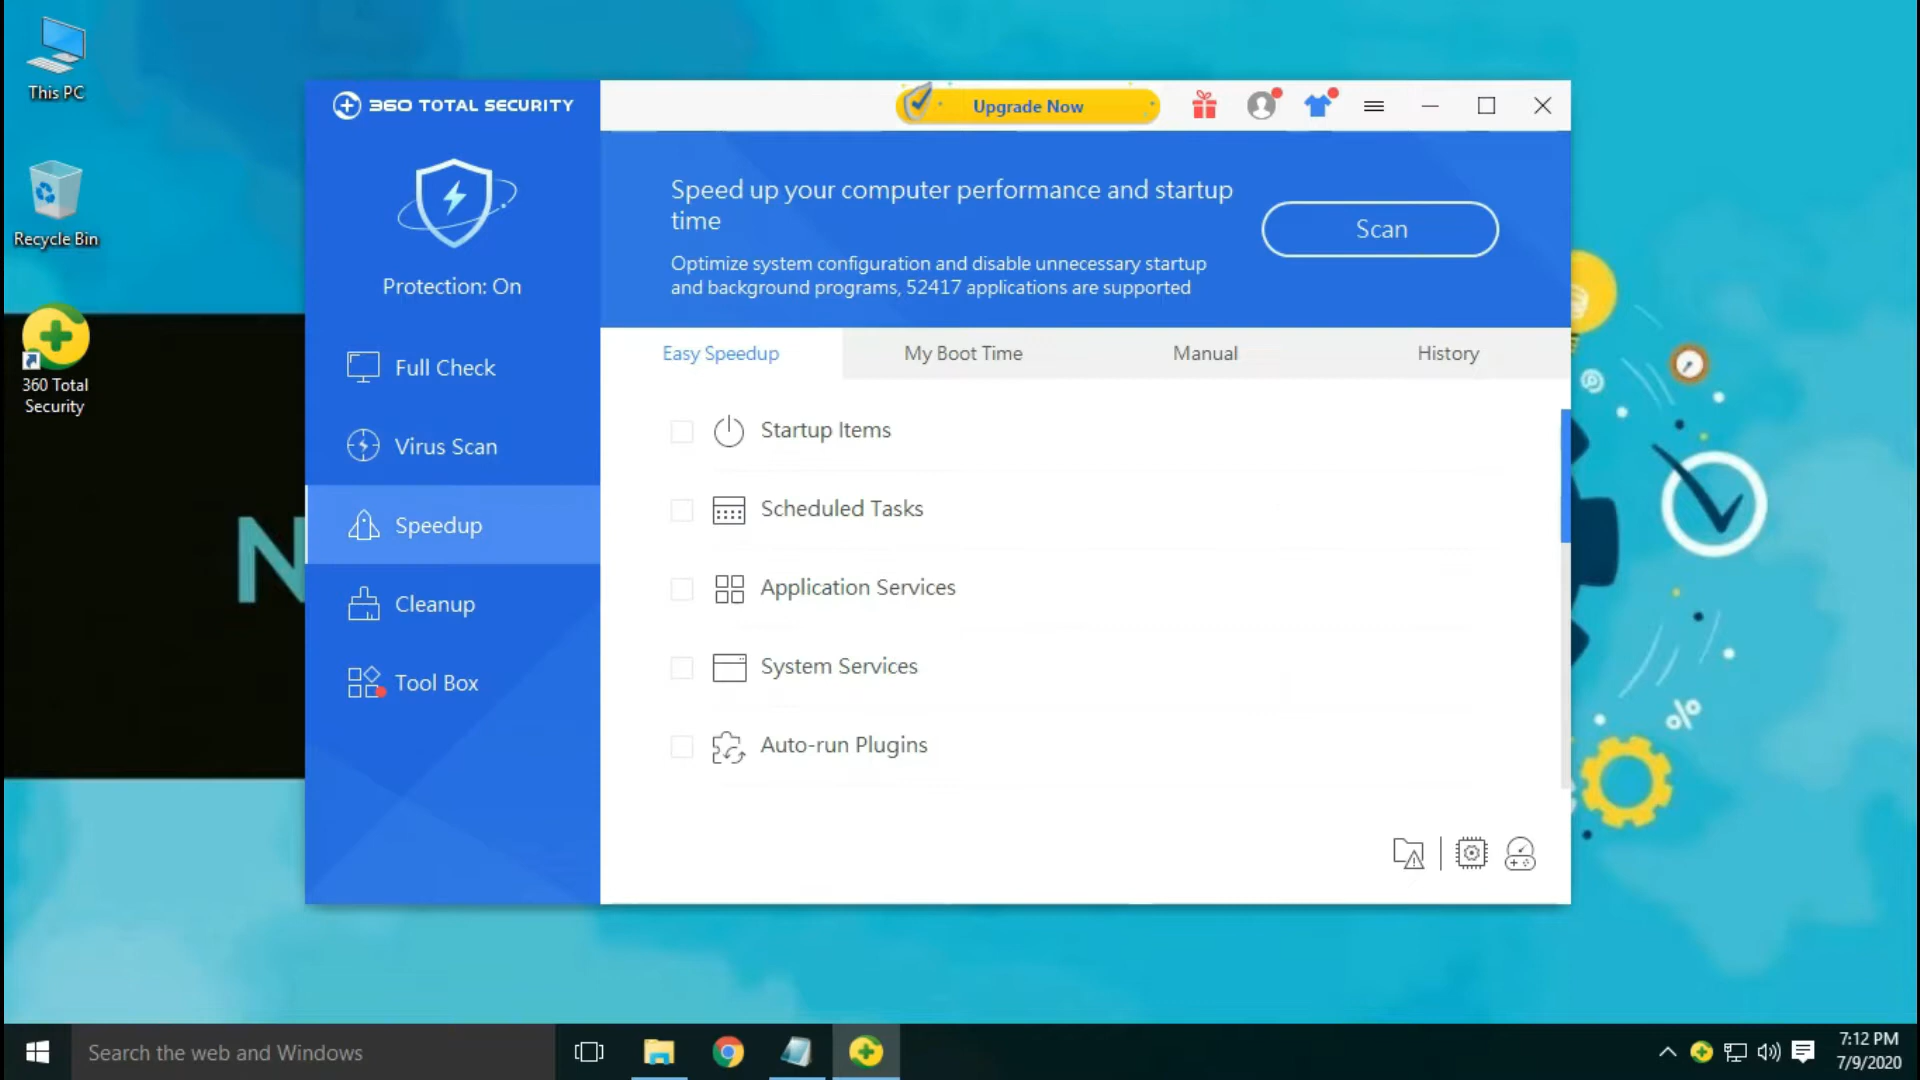 This PC
Recycle Bin
360 Total
Security
360 TOTAL SECURITY
Upgrade Now
Protection: On
Full Check
Virus Scan
Speedup
Cleanup
Tool Box
Speed up your computer performance and startup
time
Optimize system configuration and disable unnecessary startup
and background programs, 52417 applications are supported
Scan
Easy Speedup
My Boot Time
Manual
History
Startup Items
Scheduled Tasks
Application Services
System Services
Auto-run Plugins
N
%
Search the web and Windows
7:12 PM
7/9/2020